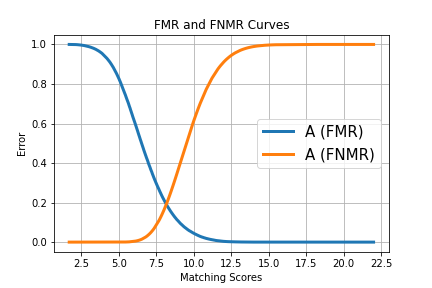 FMR and FNMR Curves
1.0
0.8
0.6
0.4
0.2
0.0
Error
A (FMR)
A (FNMR)
2.5 5.0 7.5 10.0 12.5 15.0 17.5 20.0 22.5
Matching Scores